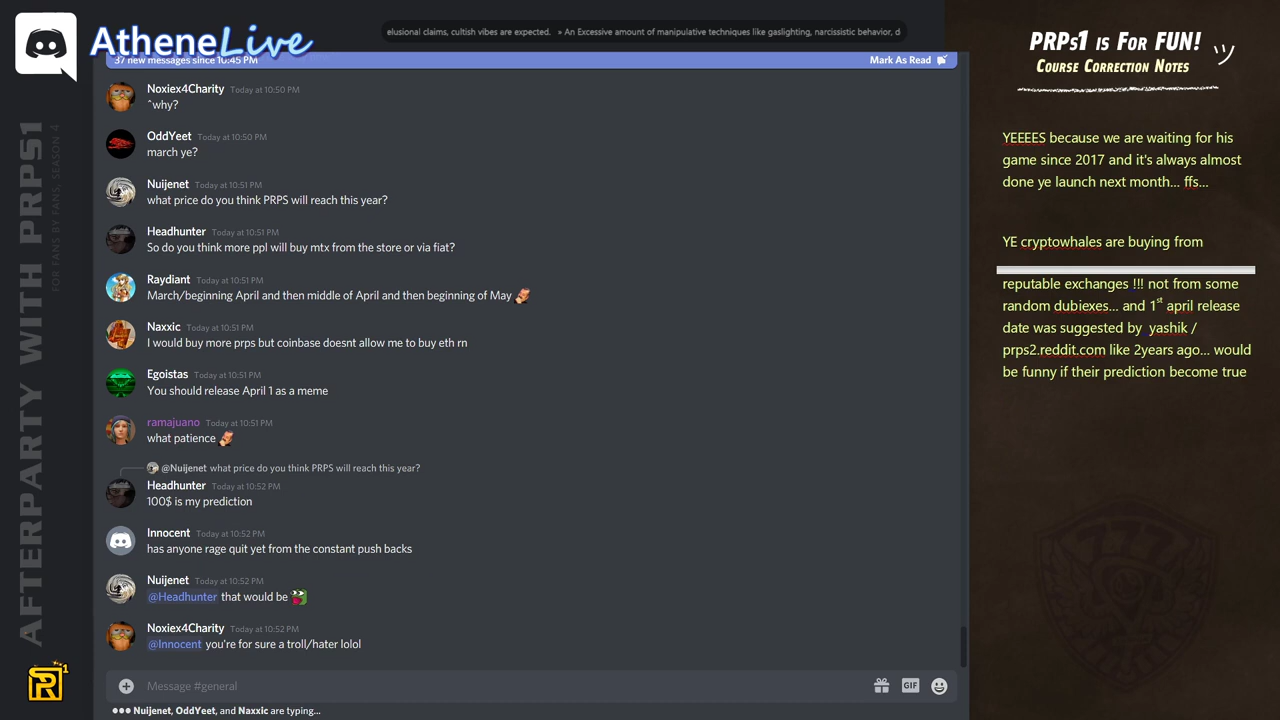 AtheneLive
elusional claims, cultish vibes are expected.   » An Excessive amount of manipulative techniques like gaslighting, narcissistic behavior, d
37 new messages since 10:45 PM
Mark As Read
Noxiex4Charity Today at 10:50 PM
^why?
OddYeet Today at 10:50 PM
march ye?
Nuijenet Today at 10:51 PM
what price do you think PRPS will reach this year?
Headhunter Today at 10:51 PM
So do you think more ppl will buy mtx from the store or via fiat?
Raydiant Today at 10:51 PM
March/beginning April and then middle of April and then beginning of May
Naxxic Today at 10:51 PM
I would buy more prps but coinbase doesnt allow me to buy eth rn
Egoistas Today at 10:51 PM
You should release April 1 as a meme
ramajuano Today at 10:51 PM
what patience
@Nuijenet what price do you think PRPS will reach this year?
Headhunter Today at 10:52 PM
100$ is my prediction
Innocent Today at 10:52 PM
has anyone rage quit yet from the constant push backs
Nuijenet Today at 10:52 PM
@Headhunter that would be
Noxiex4Charity Today at 10:52 PM
@Innocent you're for sure a troll/hater lolol
Message #general
GIF
Nuijenet, OddYeet, and Naxxic are typing...
AFTERPARTY WITH PRPS1
FOR FANS BY FANS, SEASON 4
R1
PRPs1 is For FUN! ツ
Course Correction Notes
YEEEES because we are waiting for his
game since 2017 and it's always almost
done ye launch next month... ffs...
YE cryptowhales are buying from
reputable exchanges !!! not from some
random dubiexes... and 1st april release
date was suggested by  yashik /
prps2.reddit.com like 2years ago... would
be funny if their prediction become true